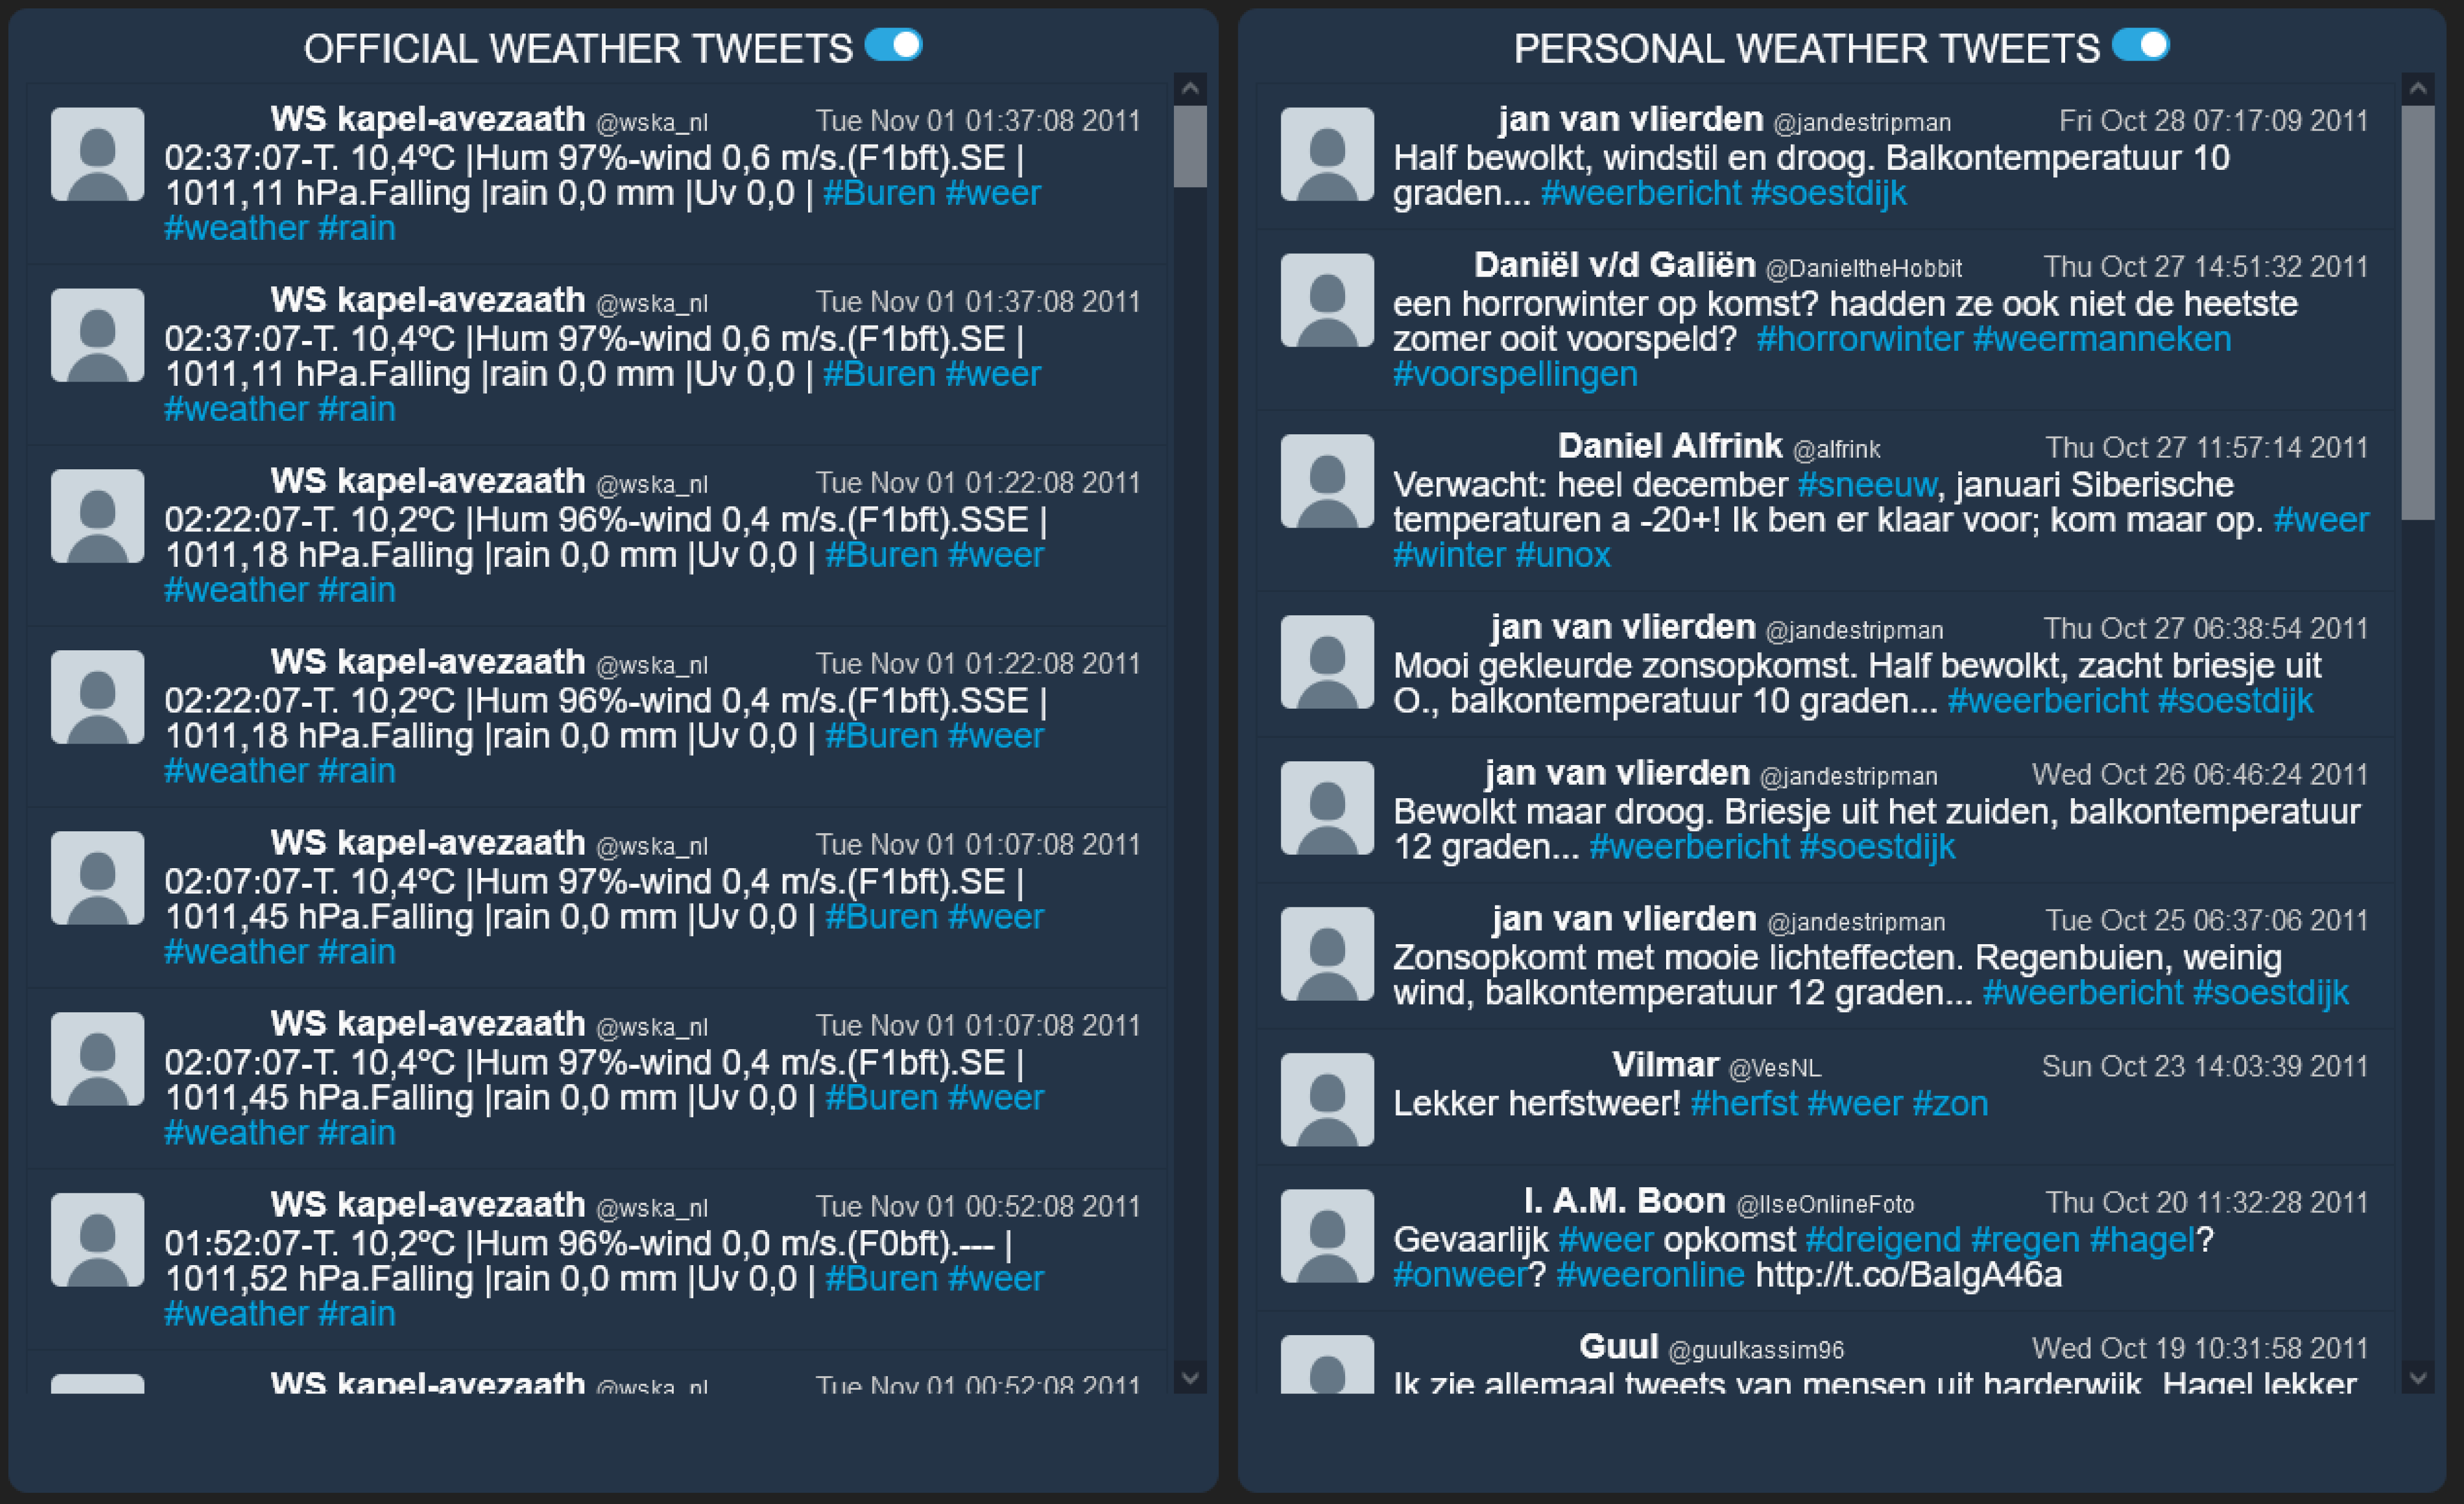 OFFICIAL WEATHER TWEETS
WS kapel-avezaath @wska_nl Tue Nov 01 01:37:08 2011
02:37:07-T. 10,4ºC |Hum 97%-wind 0,6 m/s.(F1bft).SE |
1011,11 hPa.Falling |rain 0,0 mm |Uv 0,0 | #Buren #weer
#weather #rain
WS kapel-avezaath @wska_nl Tue Nov 01 01:37:08 2011
02:37:07-T. 10,4ºC |Hum 97%-wind 0,6 m/s.(F1bft).SE |
1011,11 hPa.Falling |rain 0,0 mm |Uv 0,0 | #Buren #weer
#weather #rain
WS kapel-avezaath @wska_nl Tue Nov 01 01:22:08 2011
02:22:07-T. 10,2ºC |Hum 96%-wind 0,4 m/s.(F1bft).SSE |
1011,18 hPa.Falling |rain 0,0 mm |Uv 0,0 | #Buren #weer
#weather #rain
WS kapel-avezaath @wska_nl Tue Nov 01 01:22:08 2011
02:22:07-T. 10,2ºC |Hum 96%-wind 0,4 m/s.(F1bft).SSE |
1011,18 hPa.Falling |rain 0,0 mm |Uv 0,0 | #Buren #weer
#weather #rain
WS kapel-avezaath @wska_nl Tue Nov 01 01:07:08 2011
02:07:07-T. 10,4ºC |Hum 97%-wind 0,4 m/s.(F1bft).SE |
1011,45 hPa.Falling |rain 0,0 mm |Uv 0,0 | #Buren #weer
#weather #rain
WS kapel-avezaath @wska_nl Tue Nov 01 01:07:08 2011
02:07:07-T. 10,4ºC |Hum 97%-wind 0,4 m/s.(F1bft).SE |
1011,45 hPa.Falling |rain 0,0 mm |Uv 0,0 | #Buren #weer
#weather #rain
WS kapel-avezaath @wska_nl Tue Nov 01 00:52:08 2011
01:52:07-T. 10,2ºC |Hum 96%-wind 0,0 m/s.(F0bft).--- |
1011,52 hPa.Falling |rain 0,0 mm |Uv 0,0 | #Buren #weer
#weather #rain
WS kapel-avezaath @wska_nl Tue Nov 01 00:52:08 2011
PERSONAL WEATHER TWEETS
jan van vlierden @jandestripman Fri Oct 28 07:17:09 2011
Half bewolkt, windstil en droog. Balkontemperatuur 10
graden... #weerbericht #soestdijk
Daniël v/d Galiën @DanieltheHobbit Thu Oct 27 14:51:32 2011
een horrorwinter op komst? hadden ze ook niet de heetste
zomer ooit voorspeld? #horrorwinter #weermanneken
#voorspellingen
Daniel Alfrink @alfrink Thu Oct 27 11:57:14 2011
Verwacht: heel december #sneeuw, januari Siberische
temperaturen a -20+! Ik ben er klaar voor; kom maar op. #weer
#winter #unox
jan van vlierden @jandestripman Thu Oct 27 06:38:54 2011
Mooi gekleurde zonsopkomst. Half bewolkt, zacht briesje uit
O., balkontemperatuur 10 graden... #weerbericht #soestdijk
jan van vlierden @jandestripman Wed Oct 26 06:46:24 2011
Bewolkt maar droog. Briesje uit het zuiden, balkontemperatuur
12 graden... #weerbericht #soestdijk
jan van vlierden @jandestripman Tue Oct 25 06:37:06 2011
Zonsopkomt met mooie lichteffecten. Regenbuien, weinig
wind, balkontemperatuur 12 graden... #weerbericht #soestdijk
Vilmar @VesNL Sun Oct 23 14:03:39 2011
Lekker herfstweer! #herfst #weer #zon
I. A.M. Boon @IlseOnlineFoto Thu Oct 20 11:32:28 2011
Gevaarlijk #weer opkomst #dreigend #regen #hagel?
#onweer? #weeronline http://t.co/BaIgA46a
Guul @guulkassim96 Wed Oct 19 10:31:58 2011
Ik zie allemaal tweets van mensen uit harderwijk. Hagel lekker